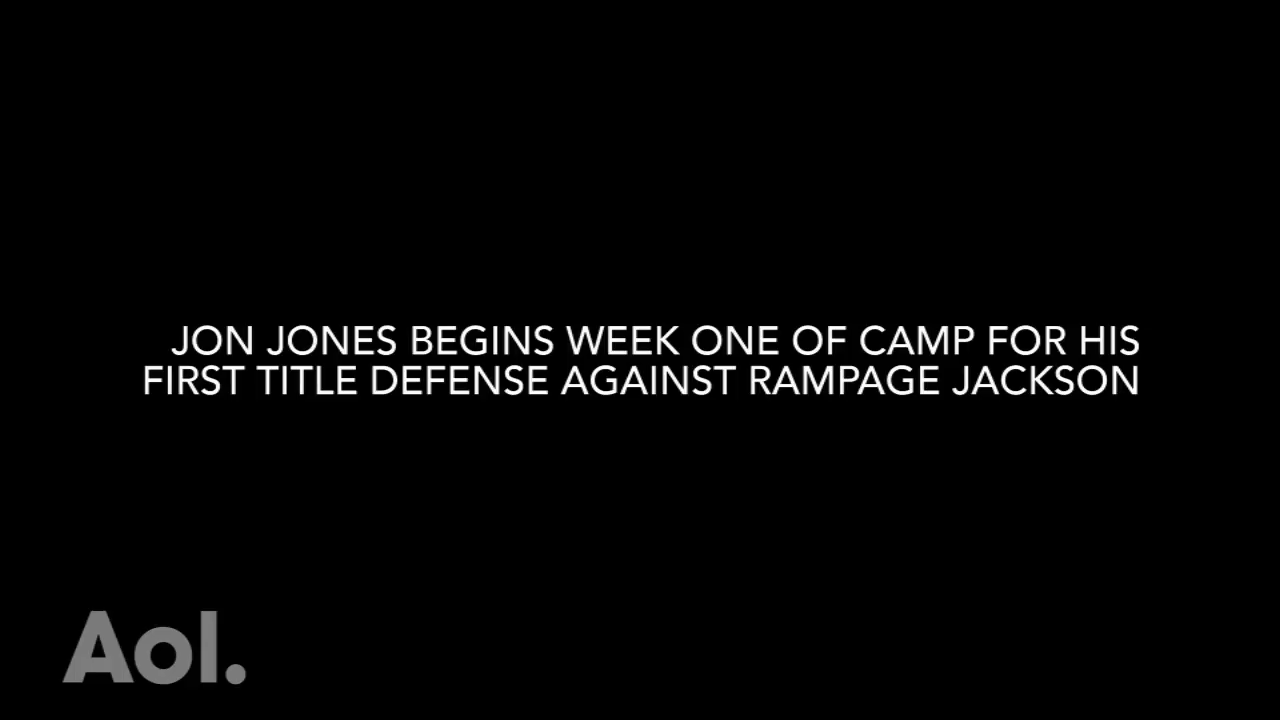 JON JONES BEGINS WEEK ONE OF CAMP FOR HIS
FIRST TITLE DEFENSE AGAINST RAMPAGE JACKSON
Aol.